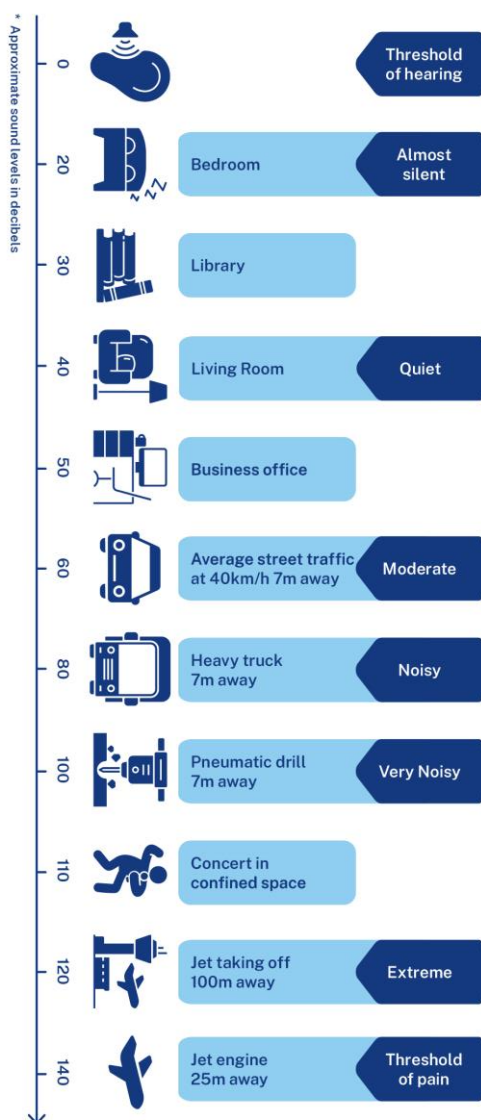 * Approximate sound levels in decibels
0
Threshold
of hearing
20
Bedroom
Almost
silent
z z Z
30
Library
40
Living Room
Quiet
50
Business office
60
Average street traffic
at 40km/h 7m away
Moderate
80
Heavy truck
7m away
Noisy
100
Pneumatic drill
7m away
Very Noisy
110
Concert in
confined space
120
Jet taking off
100m away
Extreme
140
Jet engine
25m away
Threshold
of pain